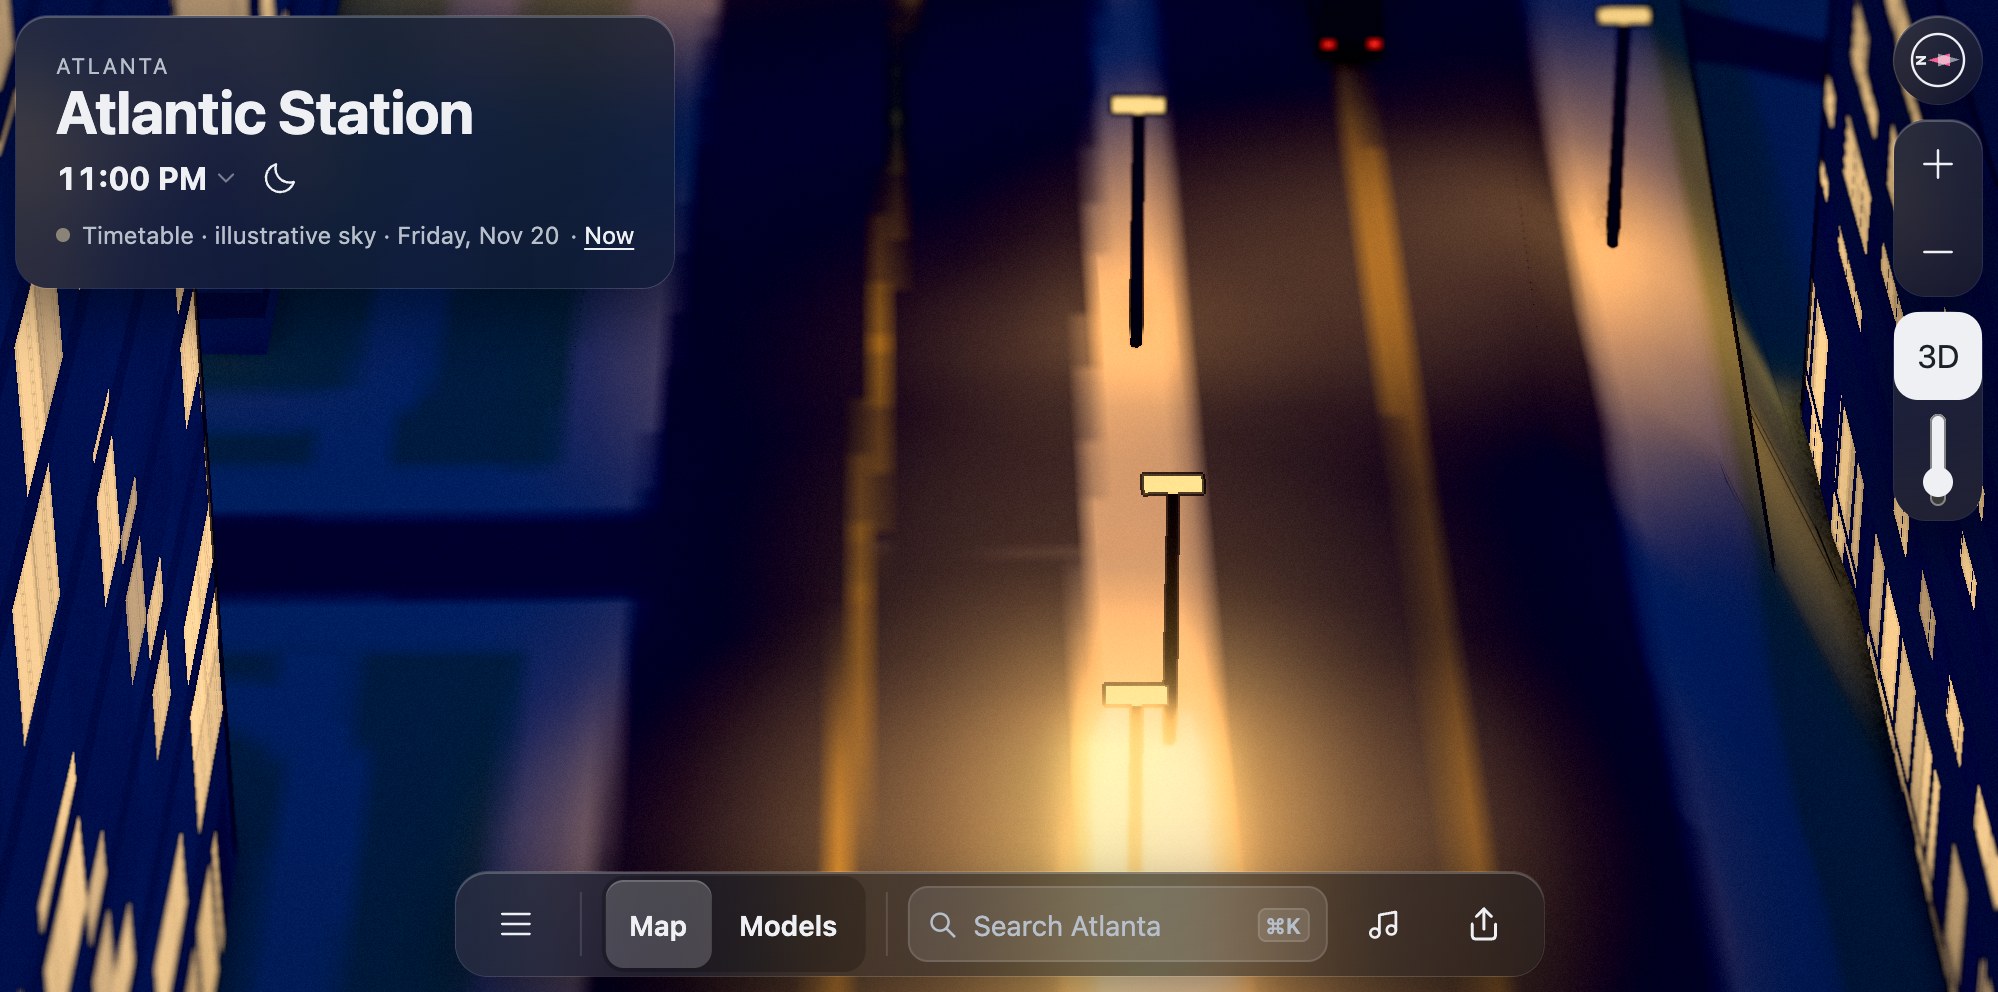 ATLANTA
Atlantic Station
11:00 PM
Timetable · illustrative sky · Friday, Nov 20 · Now
N
3D
Map
Models
Search Atlanta
⌘K